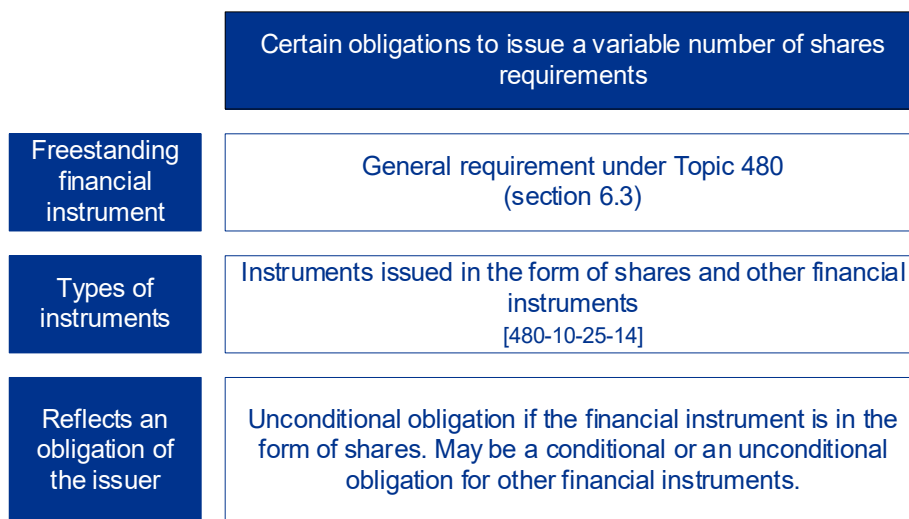 Certain obligations to issue a variable number of shares
requirements
Freestanding
financial
instrument
General requirement under Topic 480
(section 6.3)
Types of
instruments
Instruments issued in the form of shares and other financial
instruments
[480-10-25-14]
Reflects an
obligation of
the issuer
Unconditional obligation if the financial instrument is in the
form of shares. May be a conditional or an unconditional
obligation for other financial instruments.